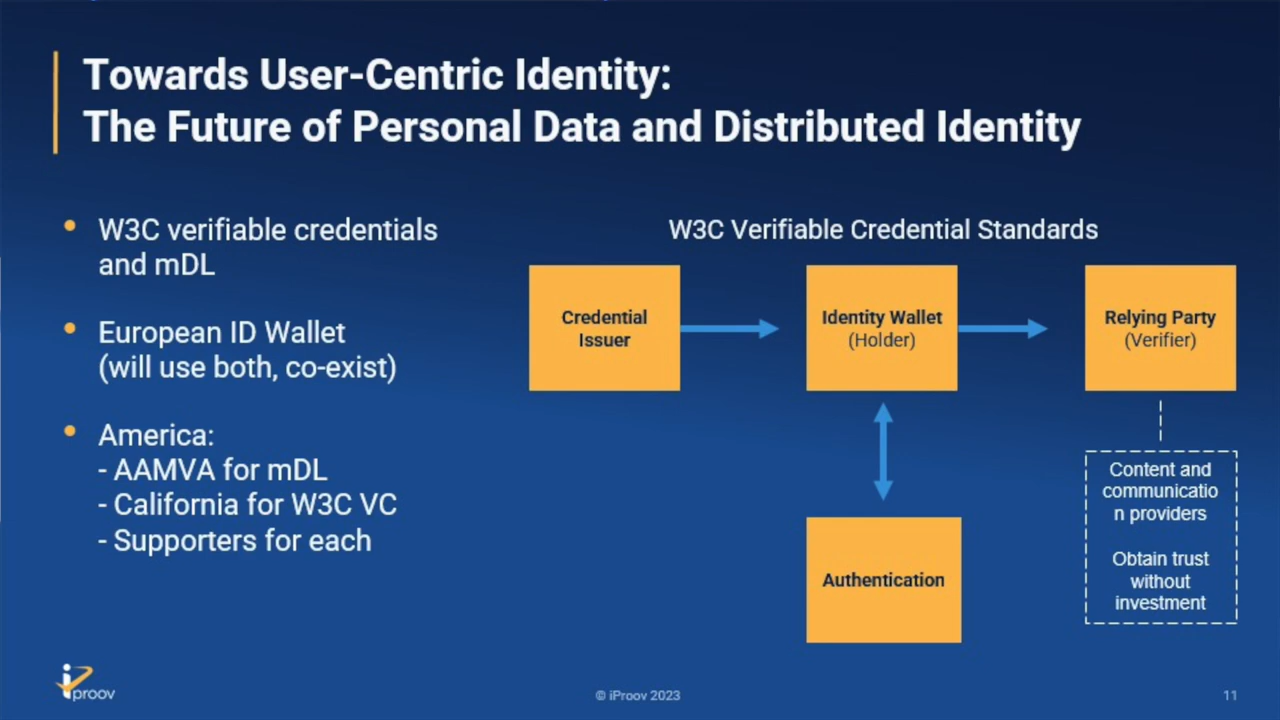 Towards User-Centric Identity:
The Future of Personal Data and Distributed Identity
• W3C verifiable credentials
and mDL
• European ID Wallet
(will use both, co-exist)
• America:
- AAMVA for mDL
- California for W3C VC
- Supporters for each
W3C Verifiable Credential Standards
Credential
Issuer
Identity Wallet
(Holder)
Relying Party
(Verifier)
Authentication
Content and
communicatio
n providers
Obtain trust
without
investment
iproov
© iProov 2023
11